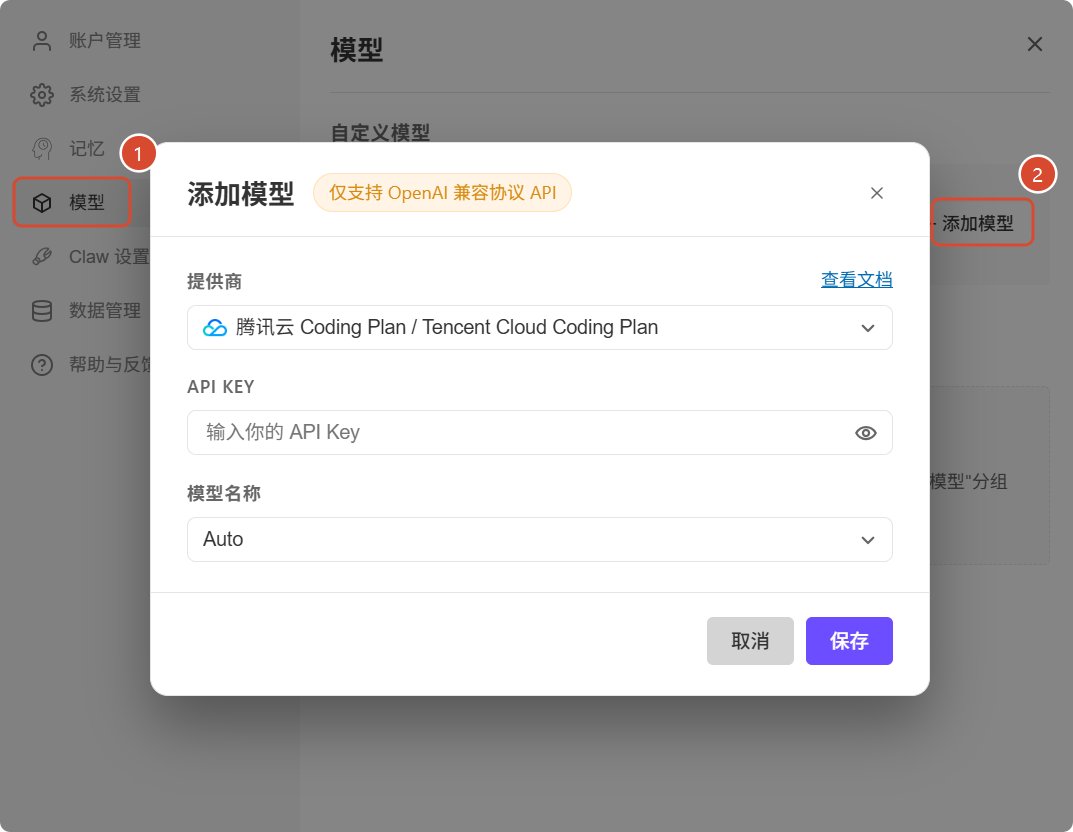 账户管理
系统设置
记忆
1
模型
Claw 设置
数据管理
帮助与反馈
模型
自定义模型
2
添加模型
模型"分组
添加模型
仅支持 OpenAI 兼容协议 API
提供商
查看文档
腾讯云 Coding Plan / Tencent Cloud Coding Plan
API KEY
输入你的 API Key
模型名称
Auto
取消
保存